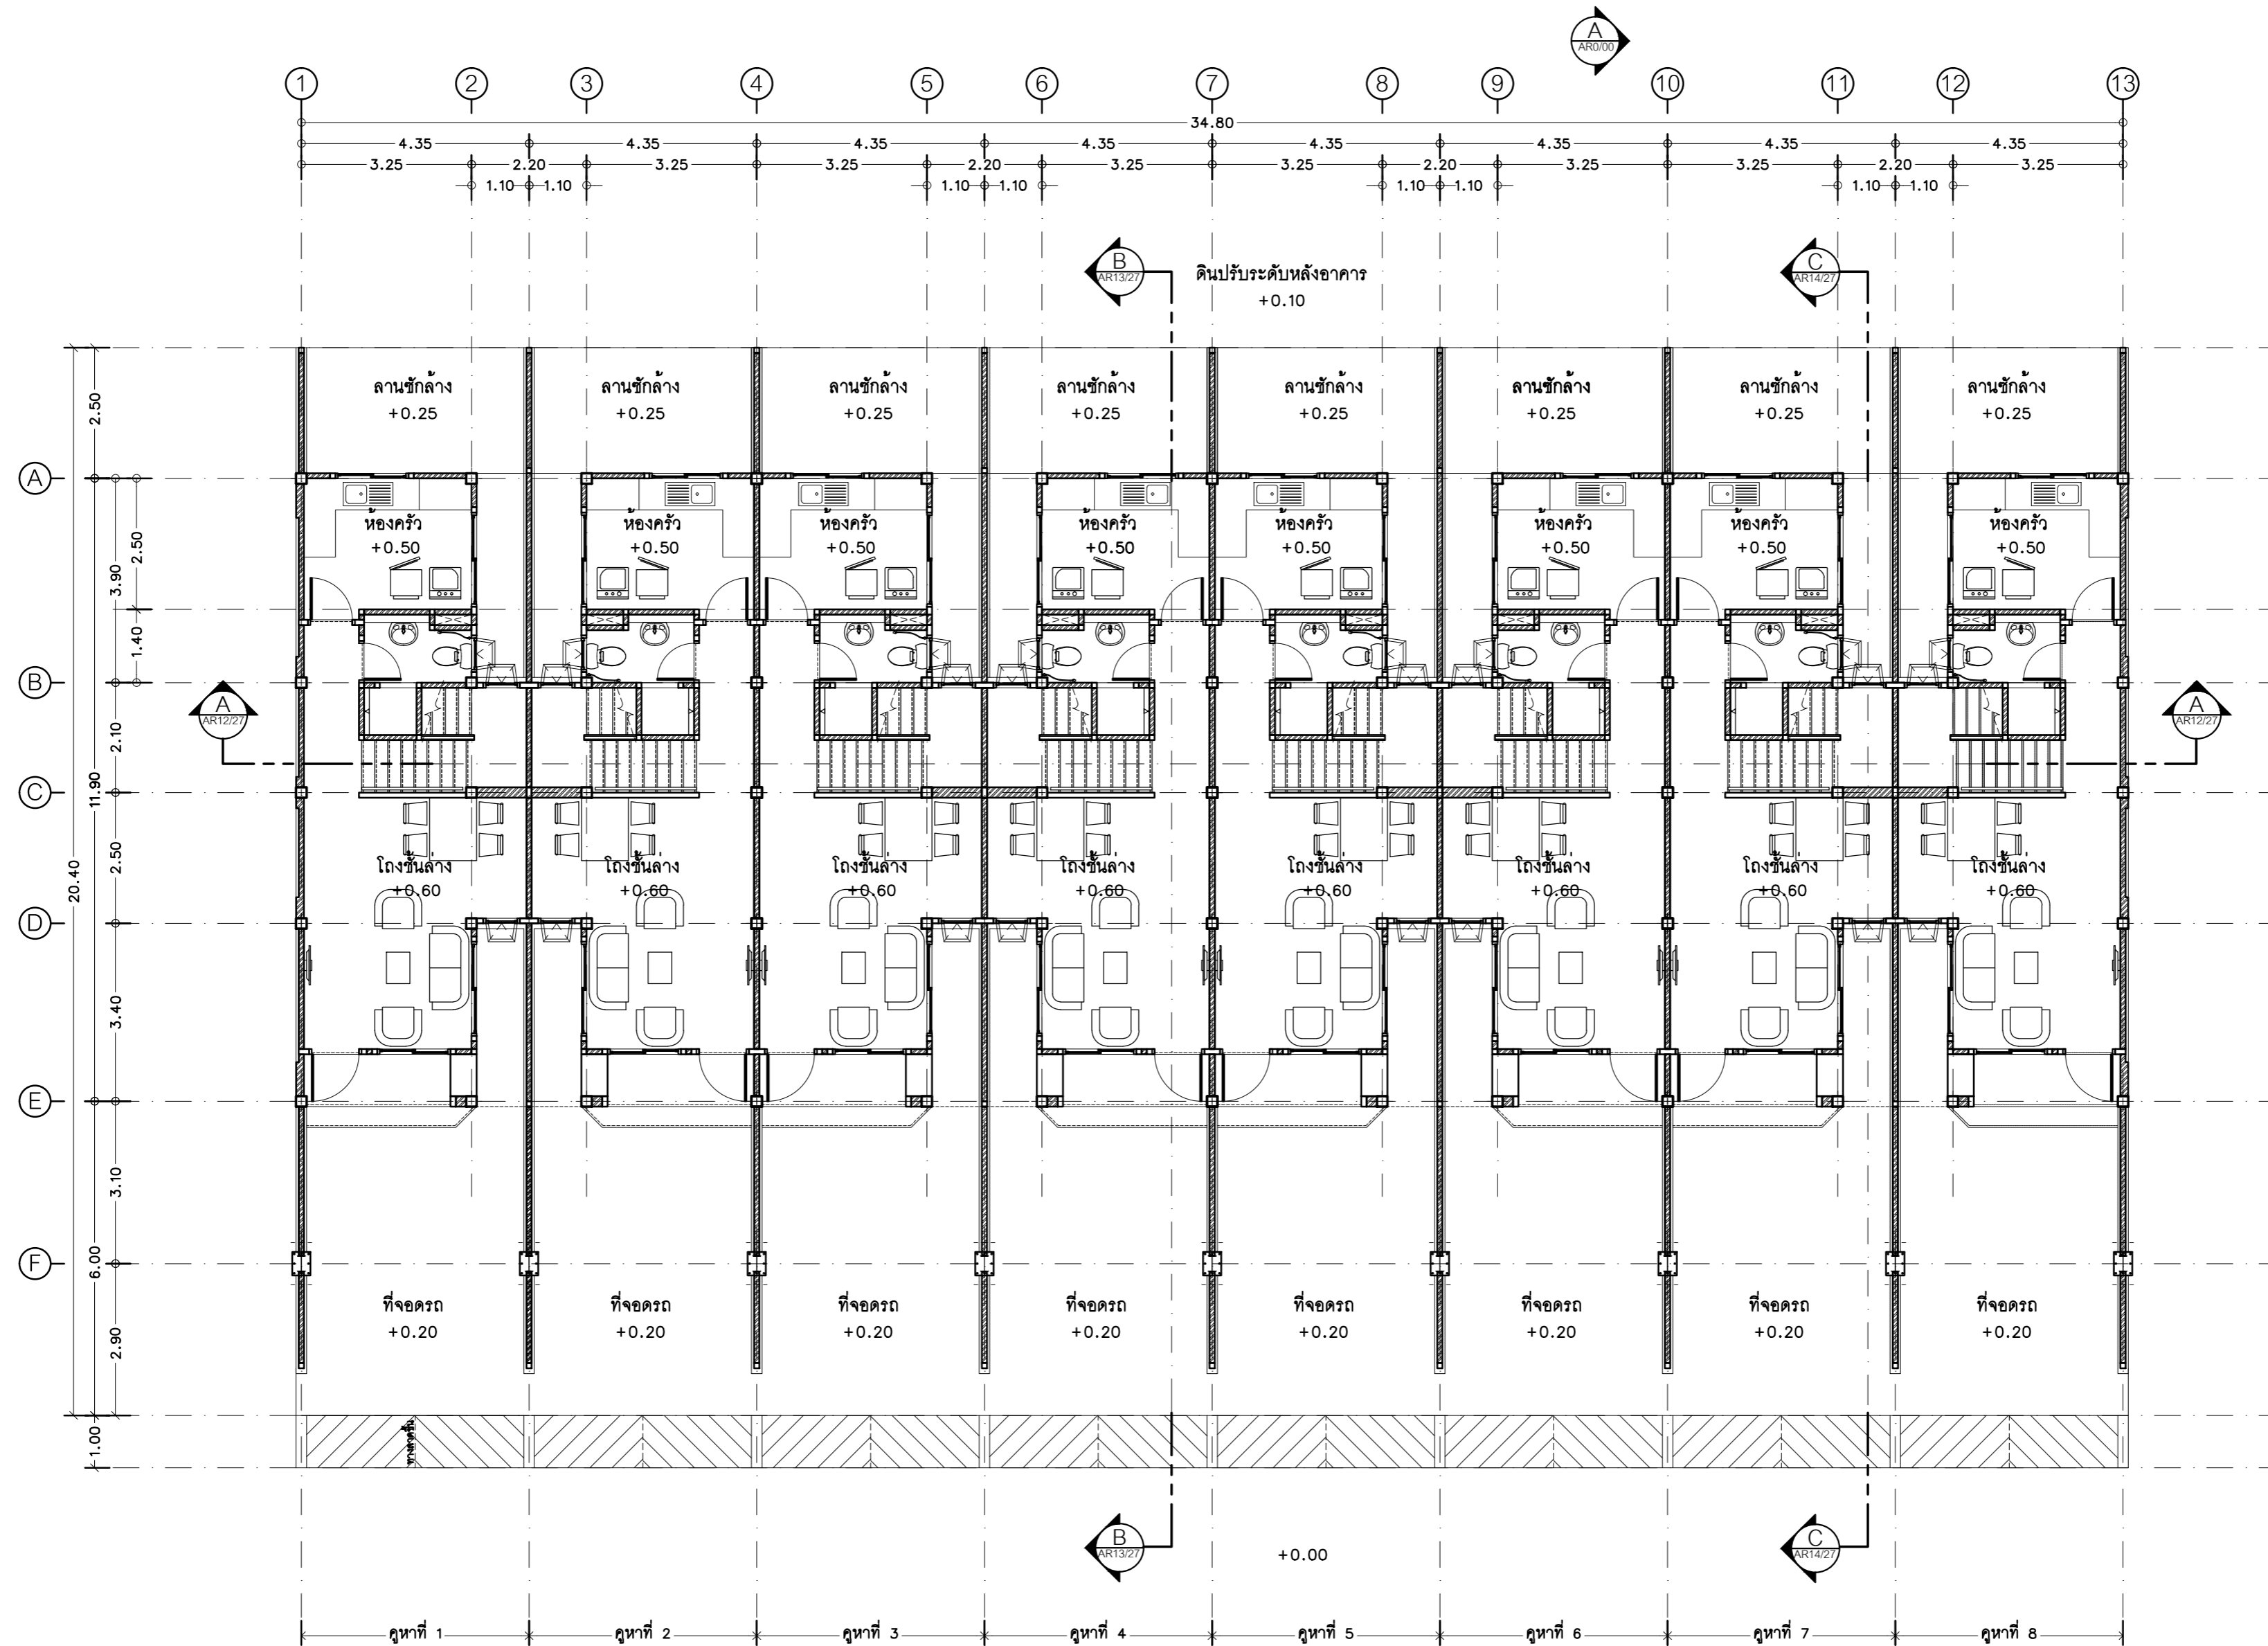 A
AR0/00
1 2 3 4 5 6 7 8 9 10 11 12 13
34.80
4.35 4.35 4.35 4.35 4.35 4.35 4.35 4.35
3.25 2.20 3.25 3.25 2.20 3.25 3.25 2.20 3.25 3.25 2.20 3.25
1.10 1.10 1.10 1.10 1.10 1.10 1.10 1.10
B
AR13/27
ดินปรับระดับหลังอาคาร
+0.10
C
AR14/27
ลานซักล้าง ลานซักล้าง ลานซักล้าง ลานซักล้าง ลานซักล้าง ลานซักล้าง ลานซักล้าง ลานซักล้าง
+0.25 +0.25 +0.25 +0.25 +0.25 +0.25 +0.25 +0.25
2.50
A
ห้องครัว ห้องครัว ห้องครัว ห้องครัว ห้องครัว ห้องครัว ห้องครัว ห้องครัว
+0.50 +0.50 +0.50 +0.50 +0.50 +0.50 +0.50 +0.50
2.50
3.90
1.40
B
A
AR12/27
A
AR12/27
2.10
C
11.90
2.50
20.40
โถงชั้นล่าง โถงชั้นล่าง โถงชั้นล่าง โถงชั้นล่าง โถงชั้นล่าง โถงชั้นล่าง โถงชั้นล่าง โถงชั้นล่าง
+0.60 +0.60 +0.60 +0.60 +0.60 +0.60 +0.60 +0.60
D
3.40
E
3.10
F
6.00
ที่จอดรถ ที่จอดรถ ที่จอดรถ ที่จอดรถ ที่จอดรถ ที่จอดรถ ที่จอดรถ ที่จอดรถ
+0.20 +0.20 +0.20 +0.20 +0.20 +0.20 +0.20 +0.20
2.90
1.00
B
AR13/27
+0.00
C
AR14/27
คูหาที่ 1 คูหาที่ 2 คูหาที่ 3 คูหาที่ 4 คูหาที่ 5 คูหาที่ 6 คูหาที่ 7 คูหาที่ 8